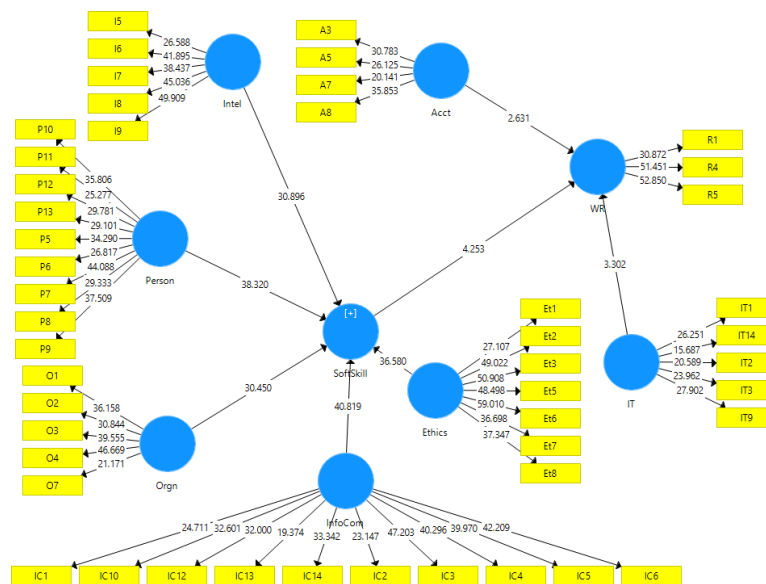 I5
I6
I7
I8
I9
26.588
41.895
38.437
45.036
49.909
Intel
A3
A5
A7
A8
30.783
26.125
20.141
35.853
Acct
2.631
30.896
R1
R4
R5
30.872
51.451
52.850
WR
P10
P11
P12
P13
P5
P6
P7
P8
P9
35.806
25.277
29.781
29.101
34.290
26.817
44.088
29.333
37.509
Person
38.320
4.253
3.302
[+]
SoftSkill
O1
O2
O3
O4
O7
36.158
30.844
39.555
46.669
21.171
Orgn
30.450
40.819
36.580
Et1
Et2
Et3
Et5
Et6
Et7
Et8
27.107
49.022
50.908
48.498
59.010
36.698
37.347
Ethics
IT1
IT14
IT2
IT3
IT9
26.251
15.687
20.589
23.962
27.902
IT
InfoCom
24.711 32.601 32.000 19.374 33.342 23.147 47.203 40.296 39.970 42.209
IC1 IC10 IC12 IC13 IC14 IC2 IC3 IC4 IC5 IC6